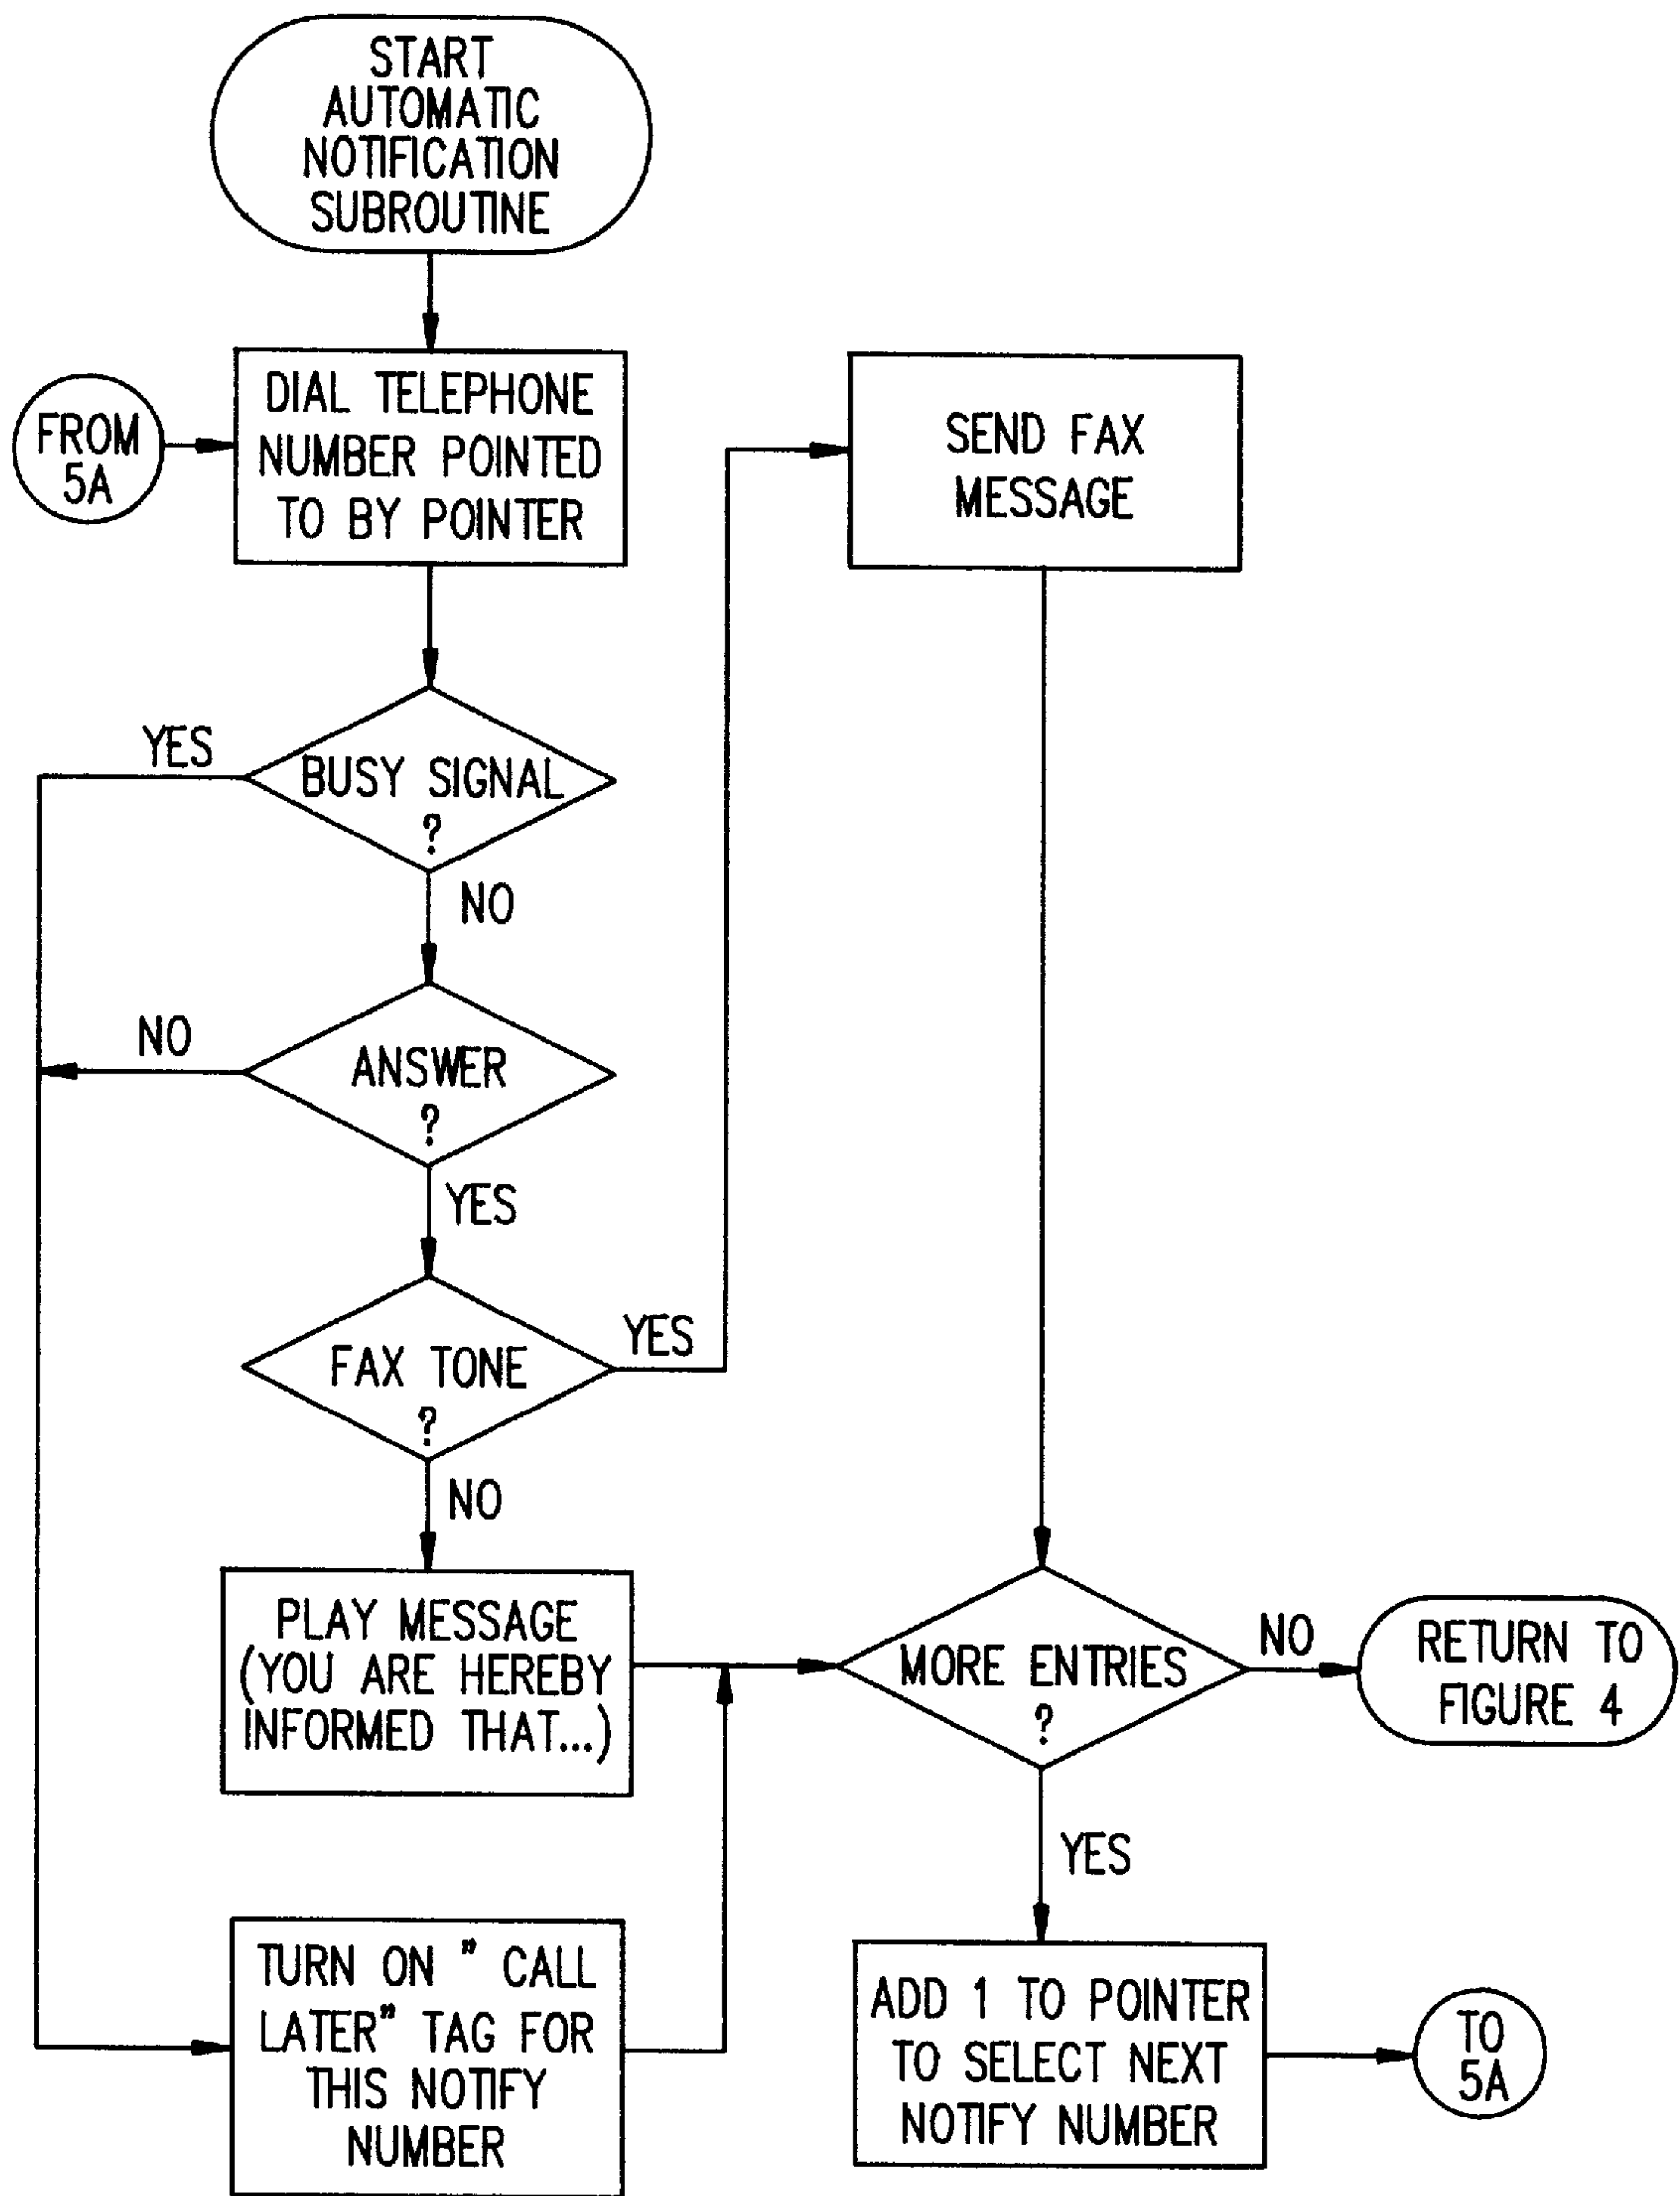 START
AUTOMATIC
NOTIFICATION
SUBROUTINE
FROM
5A
DIAL TELEPHONE
NUMBER POINTED
TO BY POINTER
SEND FAX
MESSAGE
YES
BUSY SIGNAL
?
NO
NO
ANSWER
?
YES
FAX TONE
?
YES
NO
PLAY MESSAGE
(YOU ARE HEREBY
INFORMED THAT...)
MORE ENTRIES
?
NO
RETURN TO
FIGURE 4
YES
TURN ON " CALL
LATER" TAG FOR
THIS NOTIFY
NUMBER
ADD 1 TO POINTER
TO SELECT NEXT
NOTIFY NUMBER
TO
5A